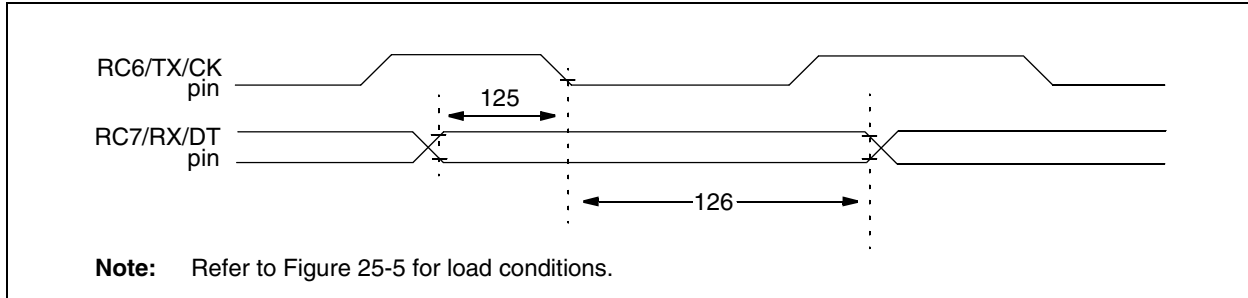 RC6/TX/CK
pin
125
RC7/RX/DT
pin
126
Note: Refer to Figure 25-5 for load conditions.